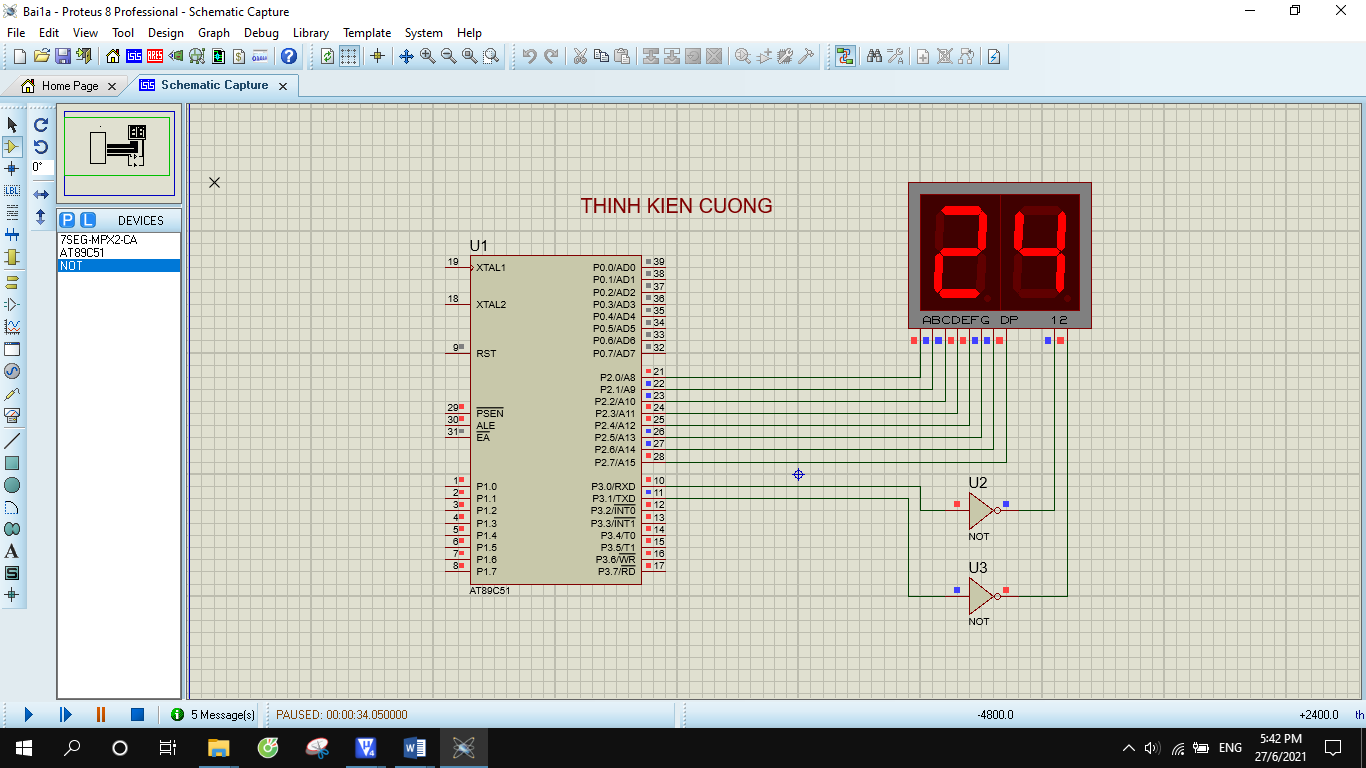 Bai1a - Proteus 8 Professional - Schematic Capture
File Edit View Tool Design Graph Debug Library Template System Help
Home Page
Schematic Capture
LBL
0°
P L DEVICES
7SEG-MPX2-CA
AT89C51
NOT
THINH KIEN CUONG
24
ABCDEFG DP 12
U1
19 XTAL1
18 XTAL2
9 RST
29 PSEN
30 ALE
31 EA
1 P1.0
2 P1.1
3 P1.2
4 P1.3
5 P1.4
6 P1.5
7 P1.6
8 P1.7
P0.0/AD0 39
P0.1/AD1 38
P0.2/AD2 37
P0.3/AD3 36
P0.4/AD4 35
P0.5/AD5 34
P0.6/AD6 33
P0.7/AD7 32
P2.0/A8 21
P2.1/A9 22
P2.2/A10 23
P2.3/A11 24
P2.4/A12 25
P2.5/A13 26
P2.6/A14 27
P2.7/A15 28
P3.0/RXD 10
P3.1/TXD 11
P3.2/INT0 12
P3.3/INT1 13
P3.4/T0 14
P3.5/T1 15
P3.6/WR 16
P3.7/RD 17
AT89C51
U2
NOT
U3
NOT
A
S
5 Message(s)
PAUSED: 00:00:34.050000
-4800.0
+2400.0
th
ENG
5:42 PM
27/6/2021